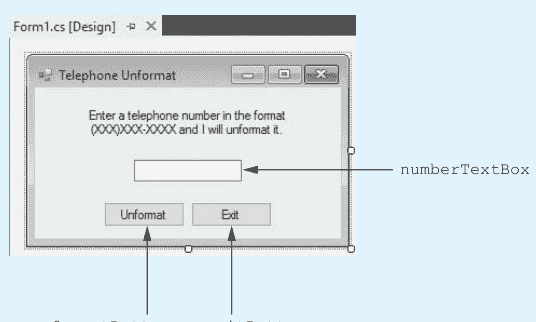 Form1.cs [Design]
Telephone Unformat
Enter a telephone number in the format
(XXX)XXX-XXXX and I will unformat it.
numberTextBox
Unformat Exit